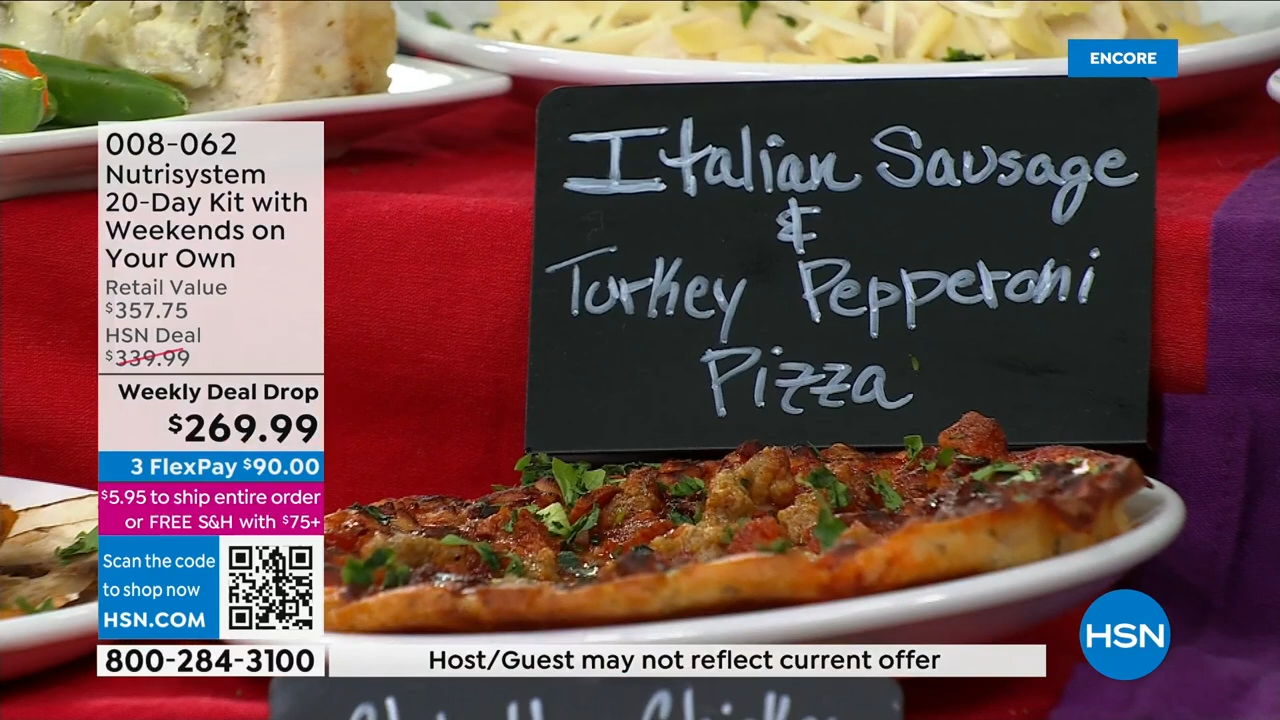 ENCORE
008-062
Nutrisystem
20-Day Kit with
Weekends on
Your Own
Retail Value
$357.75
HSN Deal
$339.99
Weekly Deal Drop
$269.99
3 FlexPay $90.00
$5.95 to ship entire order
or FREE S&H with $75+
Scan the code
to shop now
HSN.COM
800-284-3100
Italian Sausage
&
Turkey Pepperoni
Pizza
Host/Guest may not reflect current offer
HSN